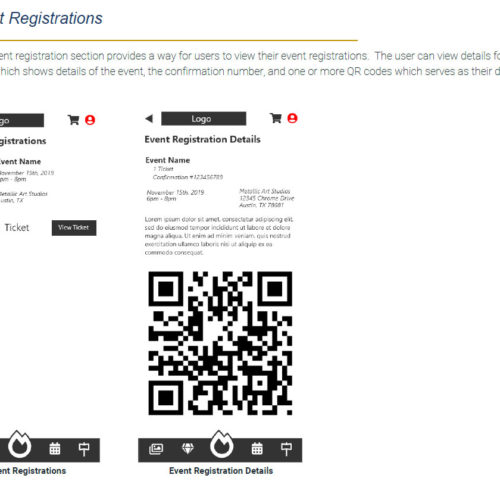 t Registrations
ent registration section provides a way for users to view their event registrations. The user can view details fo
hich shows details of the event, the confirmation number, and one or more QR codes which serves as their d
go
gistrations
Event Name
November 15th, 2019
6pm - 8pm
Metallic Art Studios
Austin, TX
Ticket
View Ticket
ent Registrations
Logo
Event Registration Details
Event Name
1 Ticket
Confirmation #123456789
November 15th, 2019
6pm - 8pm
Metallic Art Studios
12345 Chrome Drive
Austin, TX 78981
Lorem ipsum dolor sit amet, consectetur adipiscing elit,
sed do eiusmod tempor incididunt ut labore et dolore
magna aliqua. Ut enim ad minim veniam, quis nostrud
exercitation ullamco laboris nisi ut aliquip ex ea
commodo consequat.
Event Registration Details